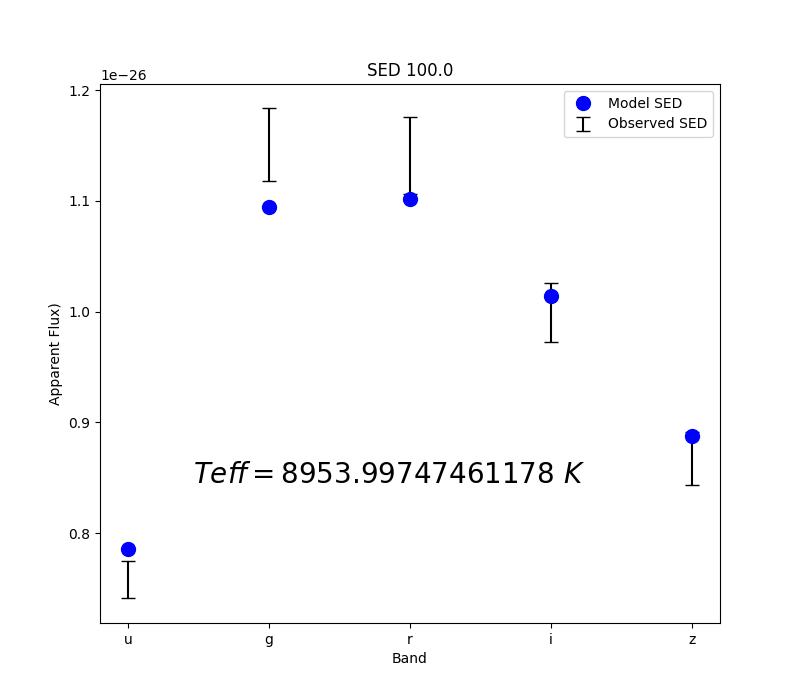 SED 100.0
1e−26
Model SED
Observed SED
1.2
1.1
1.0
0.9
0.8
Apparent Flux)
Teff = 8953.99747461178 K
u g r i z
Band